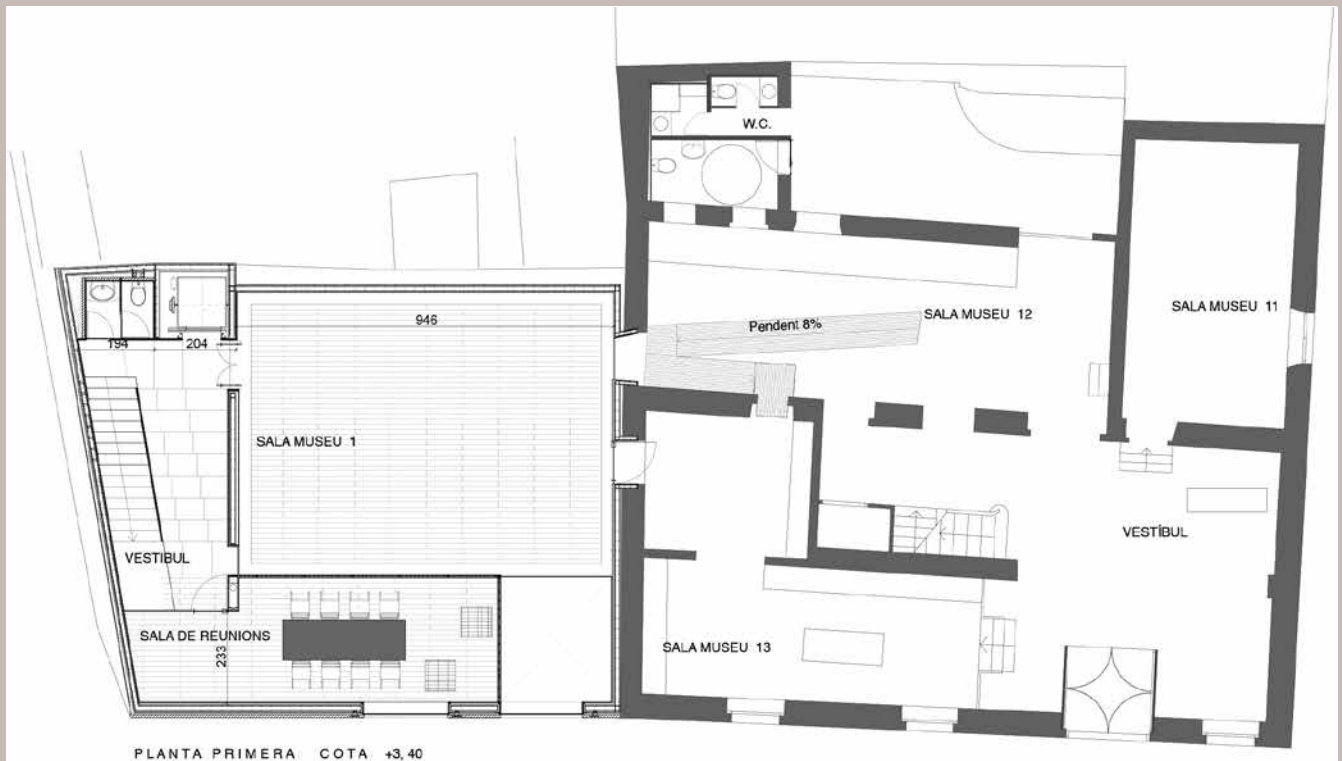 W.C.
SALA MUSEU 11
SALA MUSEU 12
946
Pendent 8%
194
204
SALA MUSEU 1
VESTIBUL
VESTÍBUL
SALA DE REUNIONS
233
SALA MUSEU 13
PLANTA PRIMERA COTA +3,40